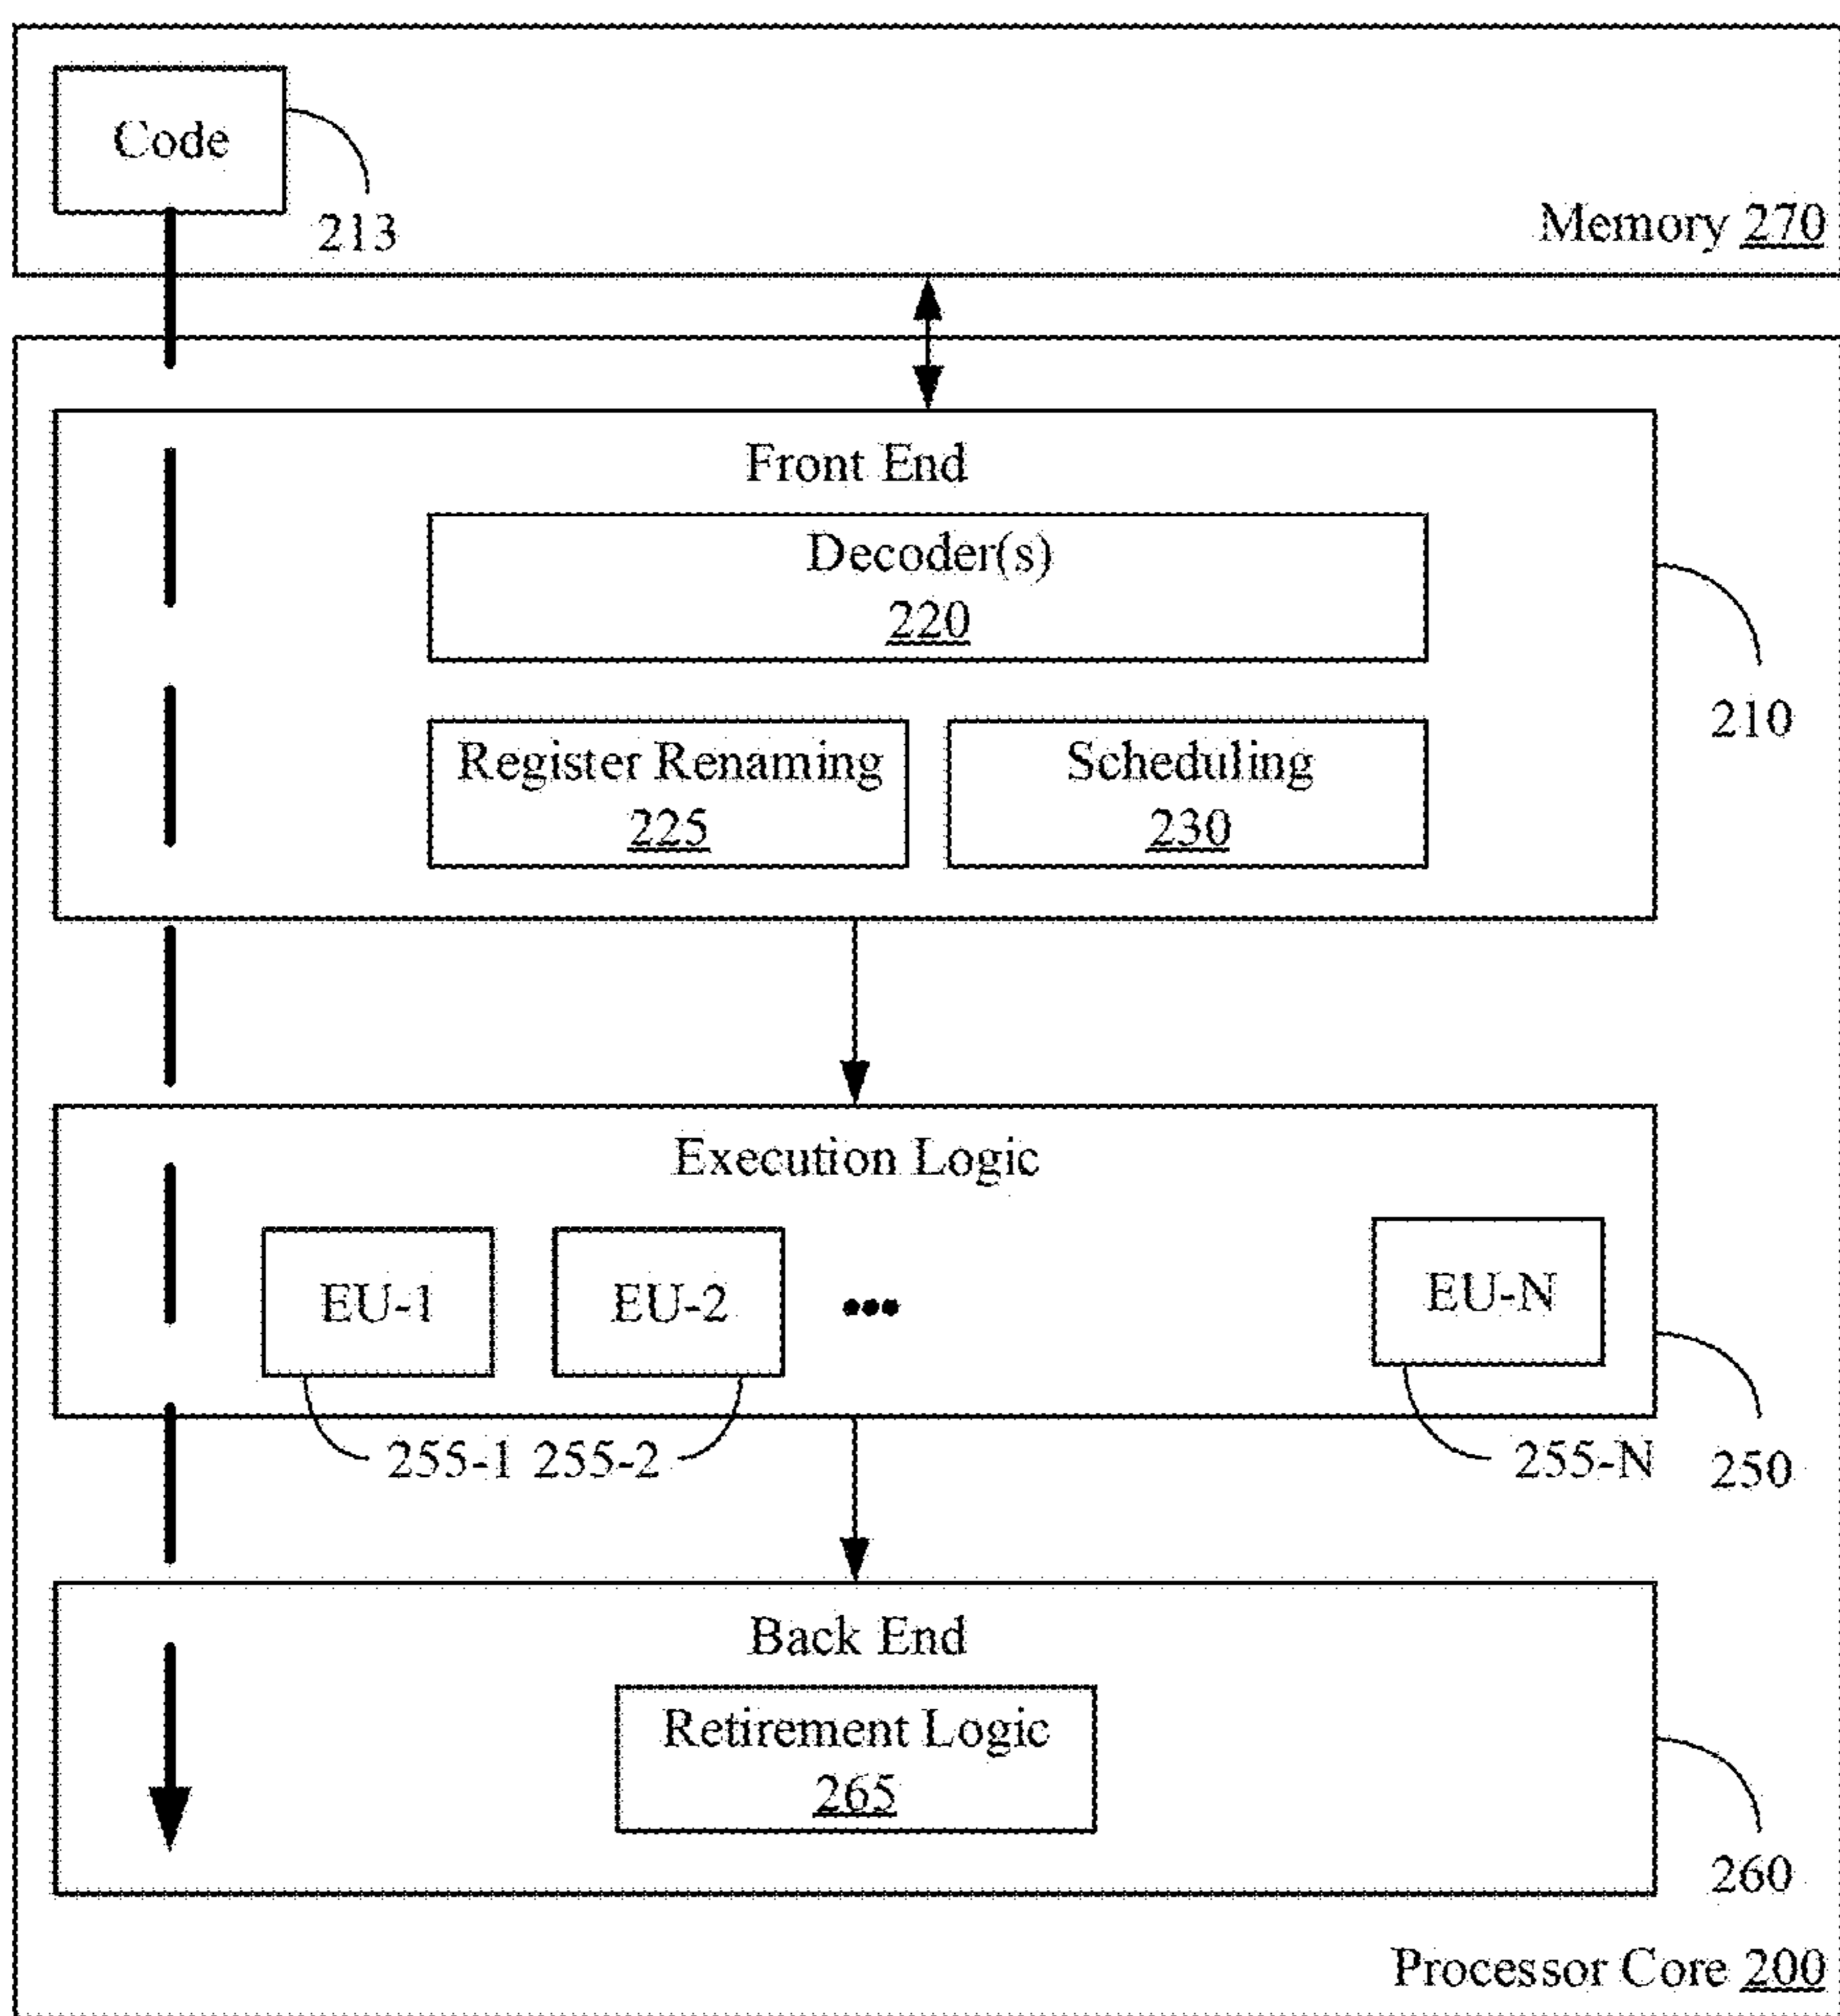 Code
213
Memory 270
Front End
Decoder(s)
220
210
Register Renaming
225
Scheduling
230
Execution Logic
EU-1
EU-2
•••
EU-N
255-1 255-2
255-N
250
Back End
Retirement Logic
265
260
Processor Core 200